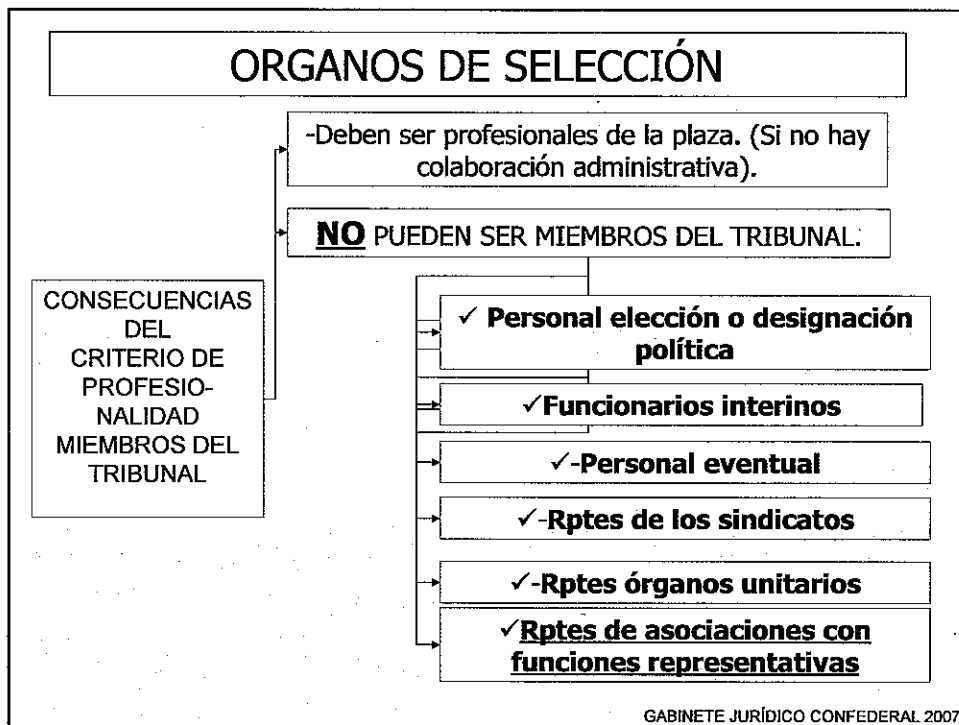 ORGANOS DE SELECCIÓN
-Deben ser profesionales de la plaza. (Si no hay
colaboración administrativa).
NO PUEDEN SER MIEMBROS DEL TRIBUNAL.
CONSECUENCIAS
DEL
CRITERIO DE
PROFESIO-
NALIDAD
MIEMBROS DEL
TRIBUNAL
✓ Personal elección o designación
política
✓Funcionarios interinos
✓-Personal eventual
✓-Rptes de los sindicatos
✓-Rptes órganos unitarios
✓Rptes de asociaciones con
funciones representativas
GABINETE JURÍDICO CONFEDERAL 2007